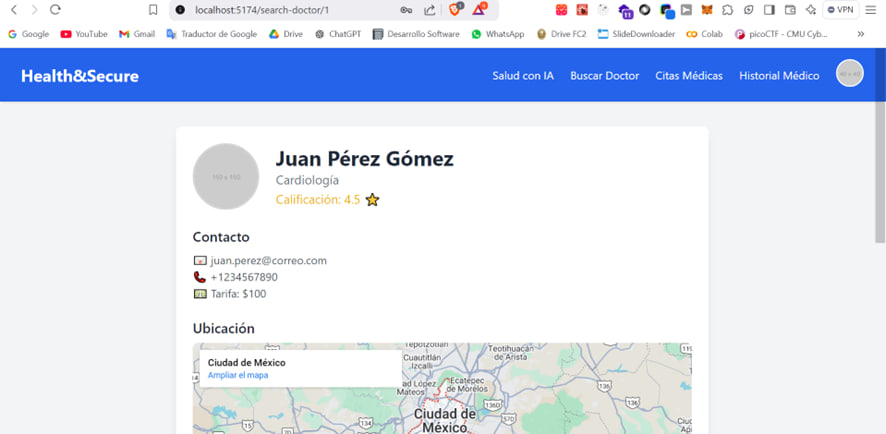 localhost:5174/search-doctor/1
VPN
Google YouTube Gmail Traductor de Google Drive ChatGPT Desarrollo Software WhatsApp Drive FC2 SlideDownloader Colab picoCTF - CMU Cyb... »
Health&Secure Salud con IA Buscar Doctor Citas Médicas Historial Médico
40 x 40
Juan Pérez Gómez
150 x 150
Cardiología
Calificación: 4.5
Contacto
juan.perez@correo.com
+1234567890
Tarifa: $100
Ubicación
Ciudad de México
Ampliar el mapa
Tepotzotlán
Cuautitlán
Izcalli
Teotihuacán
de Arista
Ciudad López
Mateos
Ecatepec
de Morelos
Ciudad de
México